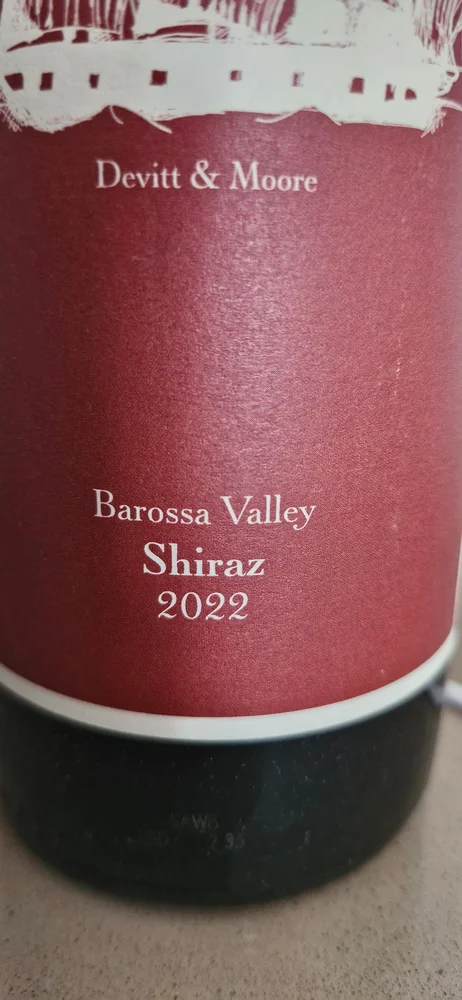 Devitt & Moore
Barossa Valley
Shiraz
2022